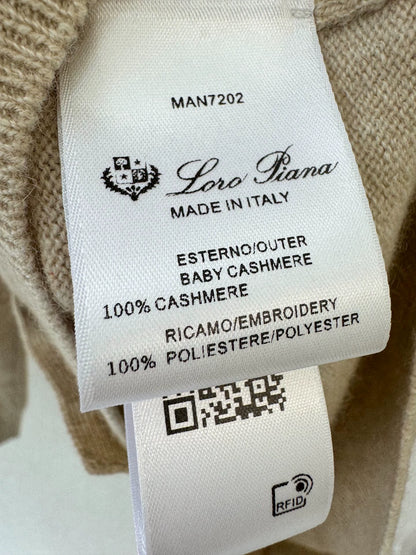 MAN7202
Loro Piana
MADE IN ITALY
ESTERNO/OUTER
BABY CASHMERE
100% CASHMERE
RICAMO/EMBROIDERY
100% POLIESTERE/POLYESTER
RFID